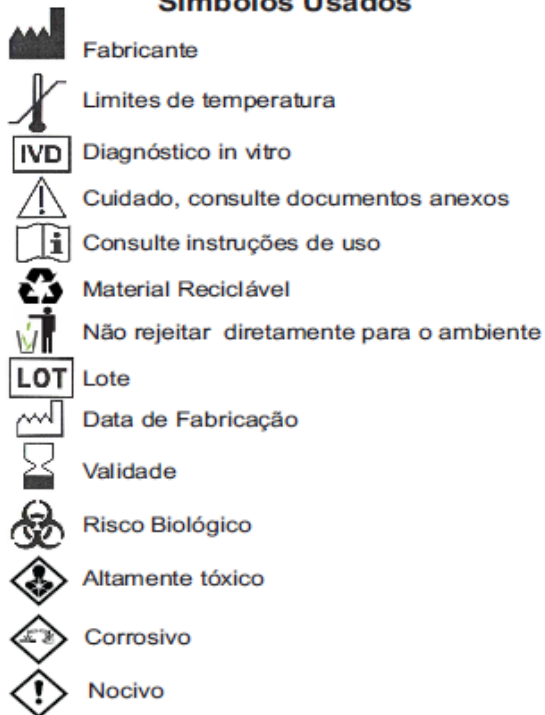 Símbolos Usados
Fabricante
Limites de temperatura
IVD Diagnóstico in vitro
Cuidado, consulte documentos anexos
i Consulte instruções de uso
Material Reciclável
Não rejeitar diretamente para o ambiente
LOT Lote
Data de Fabricação
Validade
Risco Biológico
Altamente tóxico
Corrosivo
Nocivo